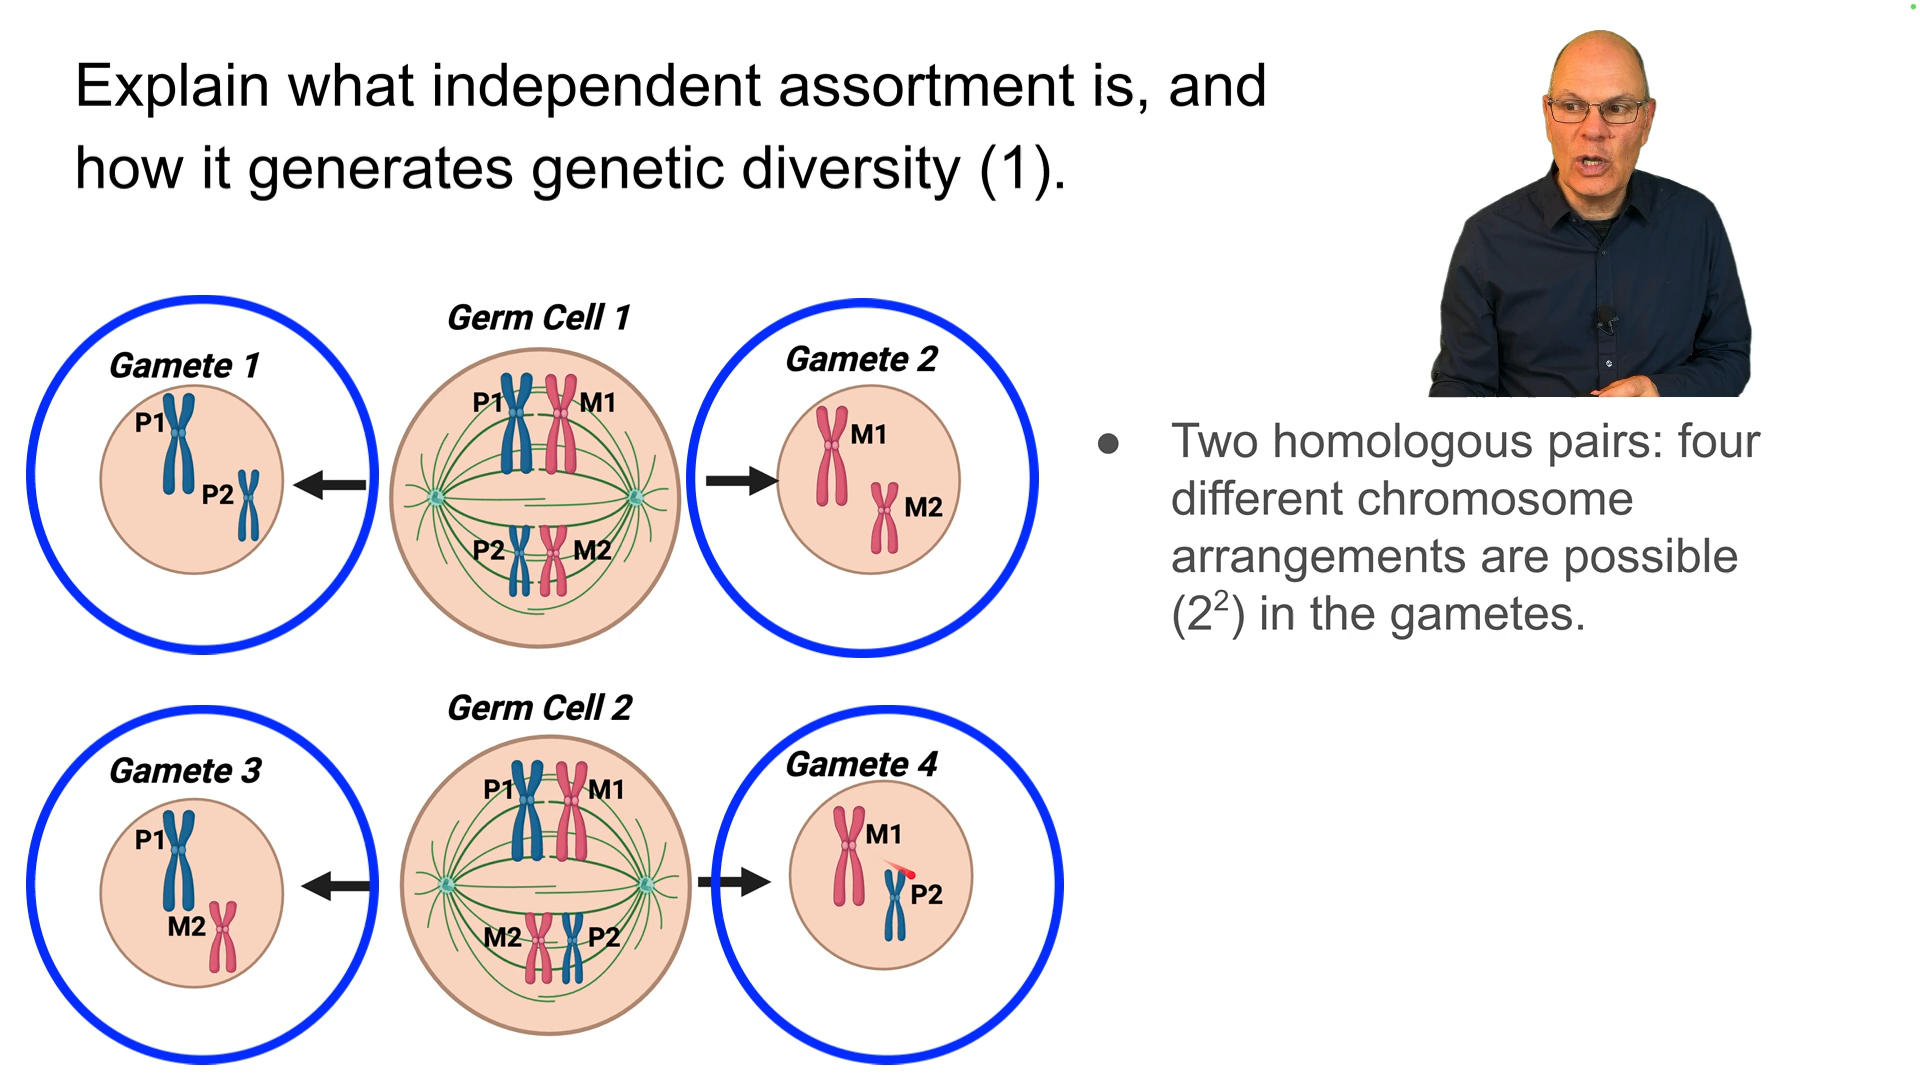 Explain what independent assortment is, and
how it generates genetic diversity (1).
Germ Cell 1
Gamete 1
P1
P2
P1
M1
P2
M2
Gamete 2
M1
M2
● Two homologous pairs: four
different chromosome
arrangements are possible
(2²) in the gametes.
Germ Cell 2
Gamete 3
P1
M2
P1
M1
M2
P2
Gamete 4
M1
P2